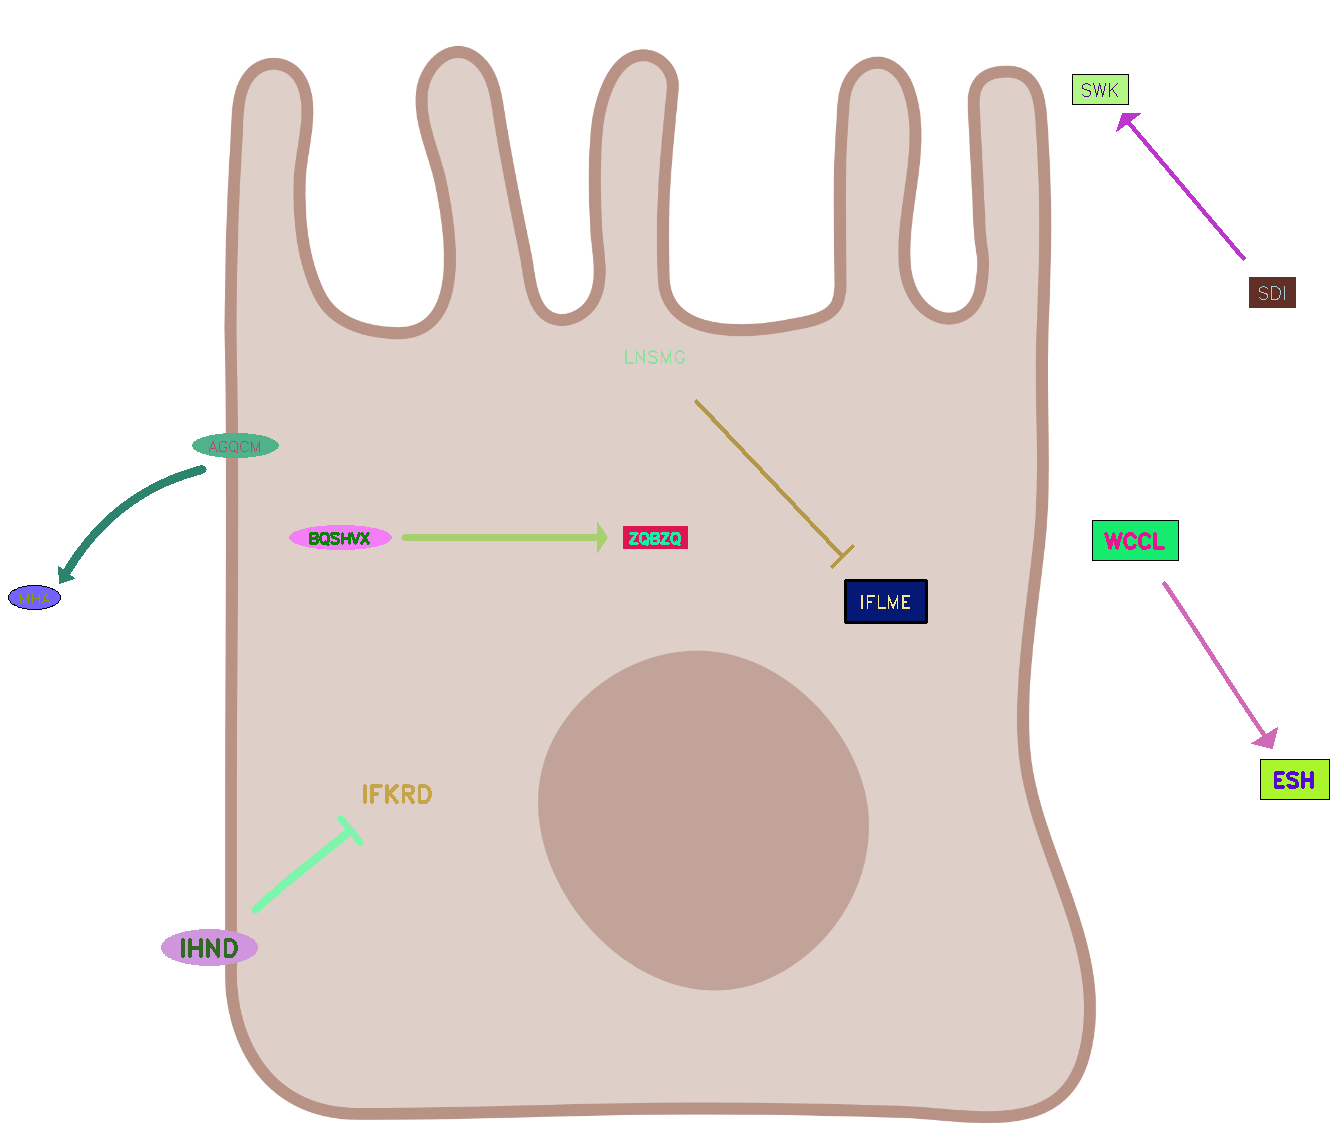 SWK
SDI
LNSMG
AGQCM
BQSHVX
ZQBZQ
WCCL
IFLME
ESH
IFKRD
IHND